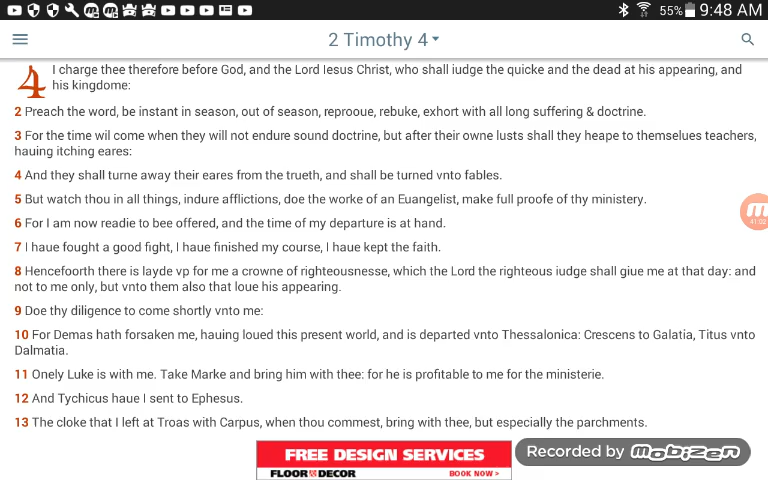 55% 9:48 AM
2 Timothy 4
4 I charge thee therefore before God, and the Lord Iesus Christ, who shall iudge the quicke and the dead at his appearing, and
his kingdome:
2 Preach the word, be instant in season, out of season, reprooue, rebuke, exhort with all long suffering & doctrine.
3 For the time wil come when they will not endure sound doctrine, but after their owne lusts shall they heape to themselues teachers,
hauing itching eares:
4 And they shall turne away their eares from the trueth, and shall be turned vnto fables.
5 But watch thou in all things, indure afflictions, doe the worke of an Euangelist, make full proofe of thy ministery.
6 For I am now readie to bee offered, and the time of my departure is at hand.
7 I haue fought a good fight, I haue finished my course, I haue kept the faith.
8 Hencefoorth there is layde vp for me a crowne of righteousnesse, which the Lord the righteous iudge shall giue me at that day: and
not to me only, but vnto them also that loue his appearing.
9 Doe thy diligence to come shortly vnto me:
10 For Demas hath forsaken me, hauing loued this present world, and is departed vnto Thessalonica: Crescens to Galatia, Titus vnto
Dalmatia.
11 Onely Luke is with me. Take Marke and bring him with thee: for he is profitable to me for the ministerie.
12 And Tychicus haue I sent to Ephesus.
13 The cloke that I left at Troas with Carpus, when thou commest, bring with thee, but especially the parchments.
FREE DESIGN SERVICES
FLOOR DECOR BOOK NOW >
Recorded by mobizen
41:02